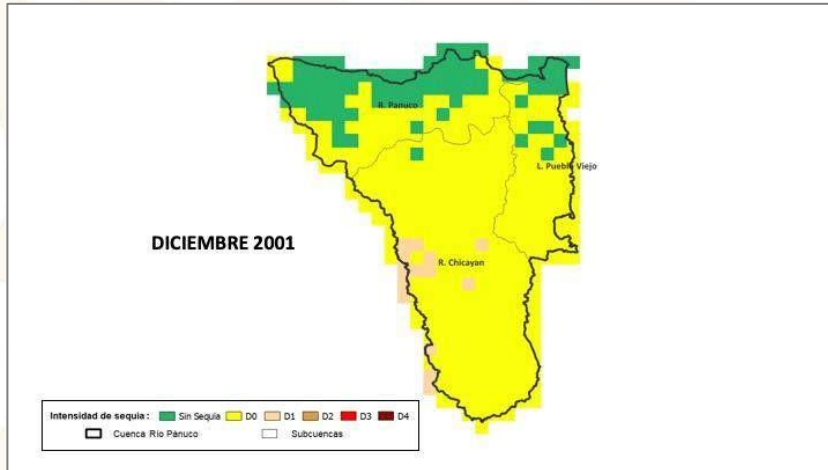 R. Panuco
L. Pueblo Viejo
DICIEMBRE 2001
R. Chicayan
Intensidad de sequia : Sin Sequia D0 D1 D2 D3 D4
Cuenca Rio Panuco Subcuencas